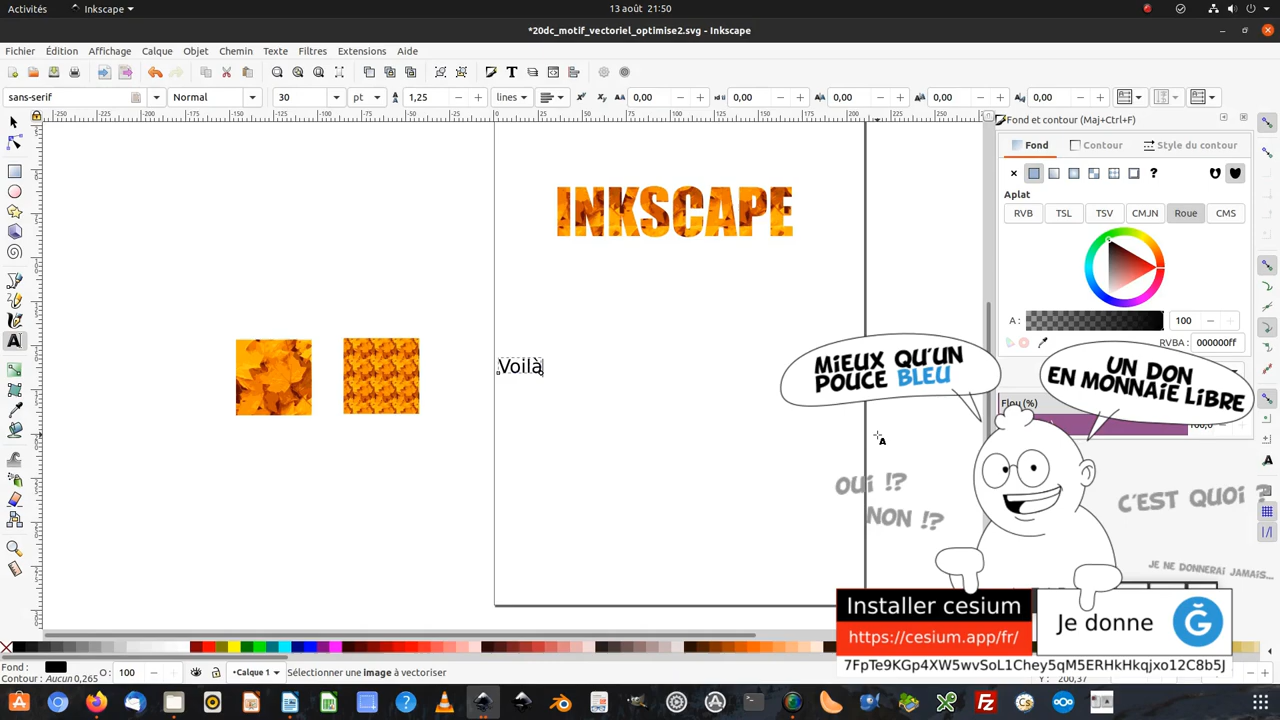 Activités
Inkscape
13 août 21:50
*20dc_motif_vectoriel_optimise2.svg - Inkscape
Fichier Édition Affichage Calque Objet Chemin Texte Filtres Extensions Aide
sans-serif Normal 30 pt 1,25 lines 0,00 0,00 0,00 0,00 0,00
Fond et contour (Maj+Ctrl+F)
Fond Contour Style du contour
Aplat
RVB TSL TSV CMJN Roue CMS
A : 100
RVBA : 000000ff
Flou (%)
INKSCAPE
Voilà
MIEUX QU'UN
POUCE BLEU
UN DON
EN MONNAIE LIBRE
OUI !?
NON !?
C'EST QUOI ?
JE NE DONNERAI JAMAIS...
Installer cesium
https://cesium.app/fr/
Je donne
7FpTe9KGp4XW5wvSoL1Chey5qM5ERHkHkqjxo12C8b5J
Fond :
Contour : Aucun 0,265
O : 100
Calque 1
Sélectionner une image à vectoriser
Y : 200,37